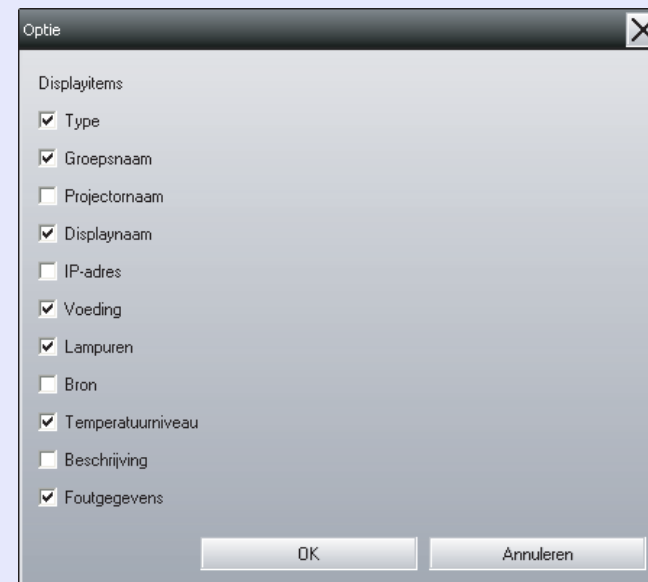 Optie
Displayitems
Type
Groepsnaam
Projectornaam
Displaynaam
IP-adres
Voeding
Lampuren
Bron
Temperatuurniveau
Beschrijving
Foutgegevens
OK
Annuleren